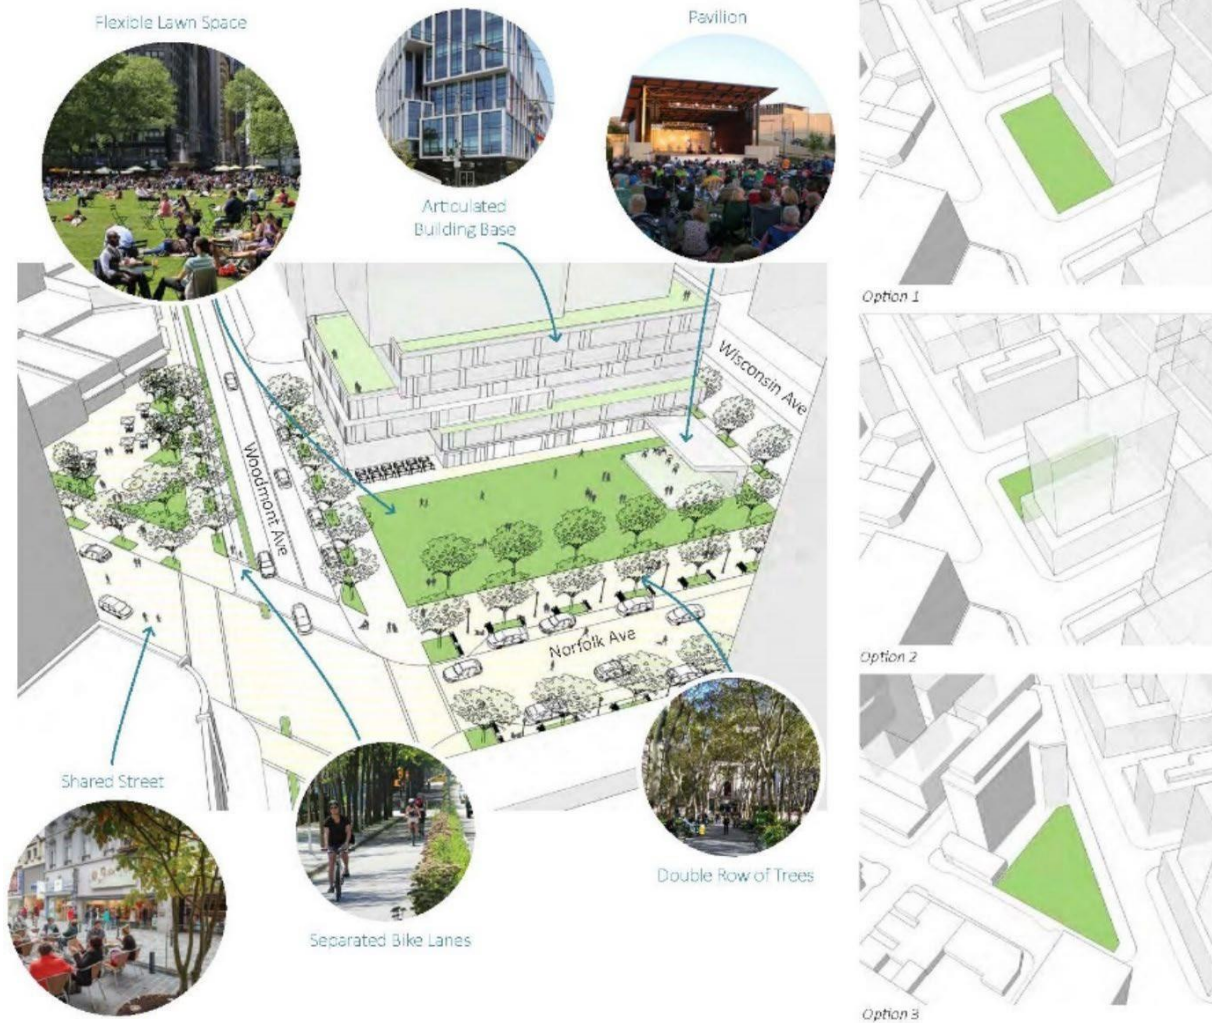 Flexible Lawn Space
Pavilion
Articulated
Building Base
Option 1
Wisconsin Ave
Woodmont Ave
Norfolk Ave
Option 2
Shared Street
Double Row of Trees
Separated Bike Lanes
Option 3